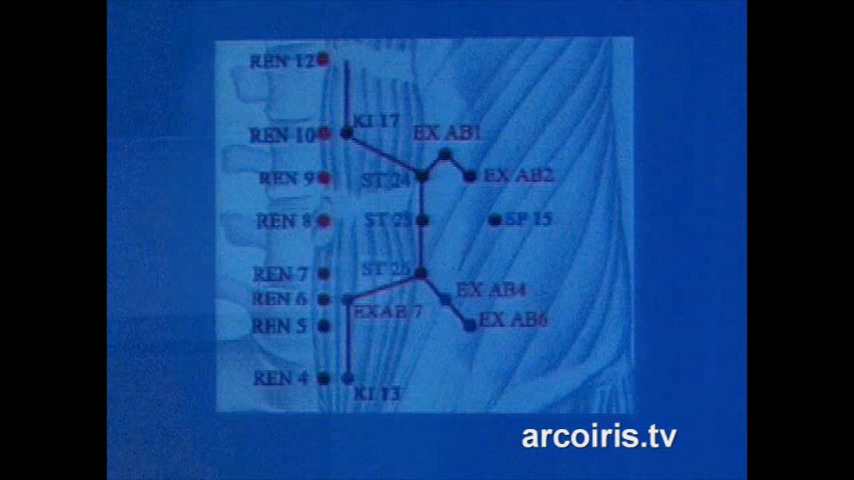 REN 12
KI 17
REN 10
EX AB1
REN 9
ST 24
EX AB2
REN 8
ST 25
SP 15
REN 7
ST 26
REN 6
EX AB4
EXAB 7
REN 5
EX AB6
REN 4
KI 13
arcoiris.tv